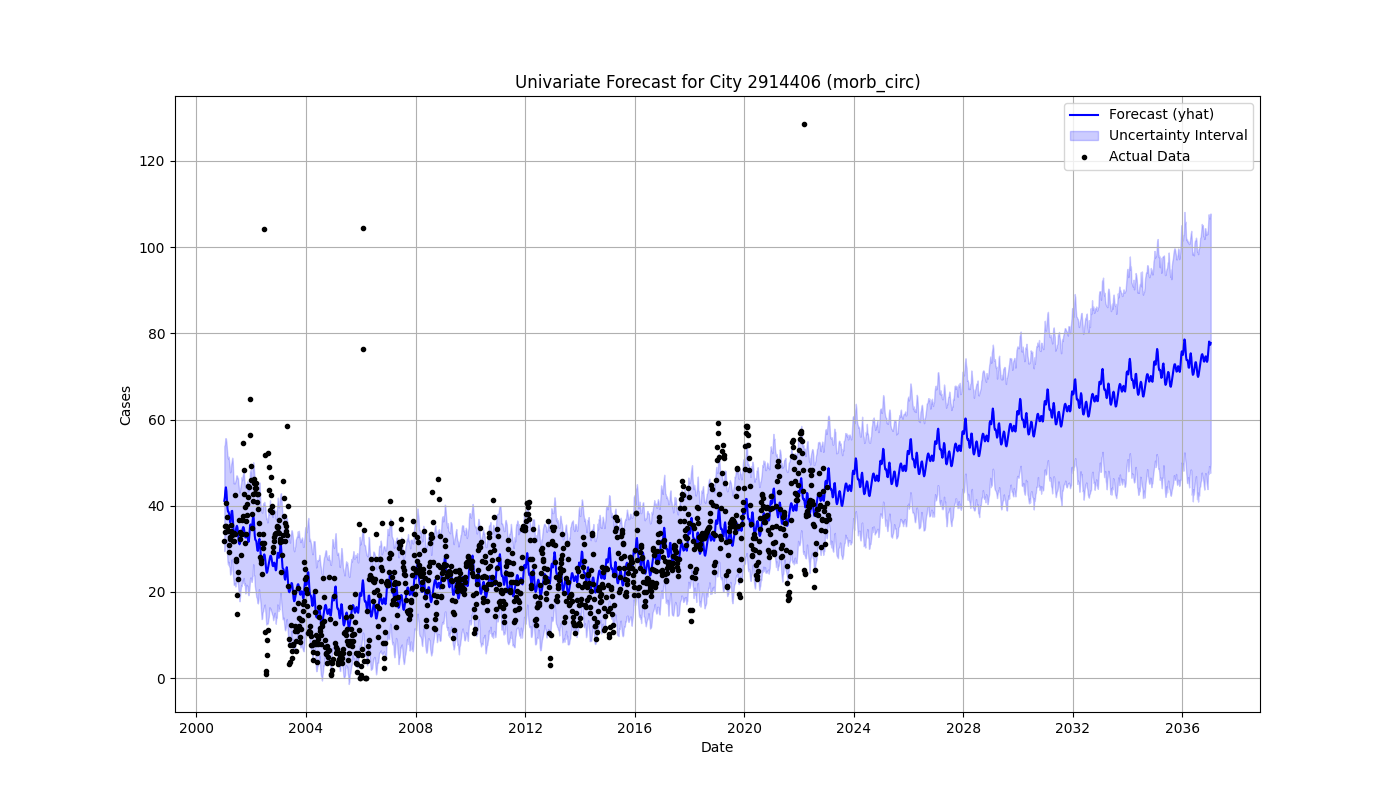 Univariate Forecast for City 2914406 (morb_circ)
Forecast (yhat)
Uncertainty Interval
Actual Data
120
100
80
60
40
20
0
Cases
2000 2004 2008 2012 2016 2020 2024 2028 2032 2036
Date